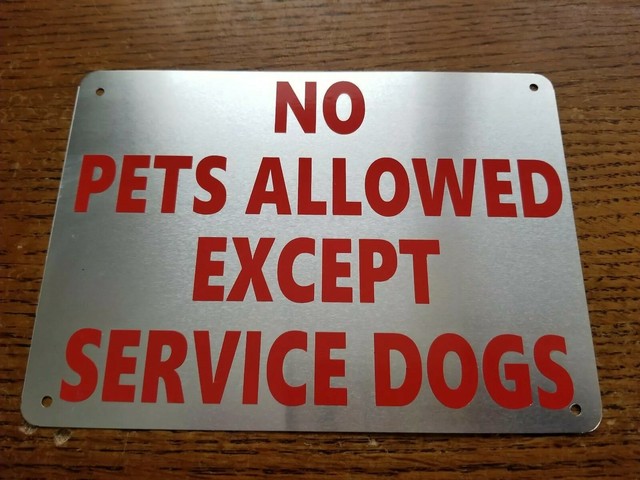 NO
PETS ALLOWED
EXCEPT
SERVICE DOGS